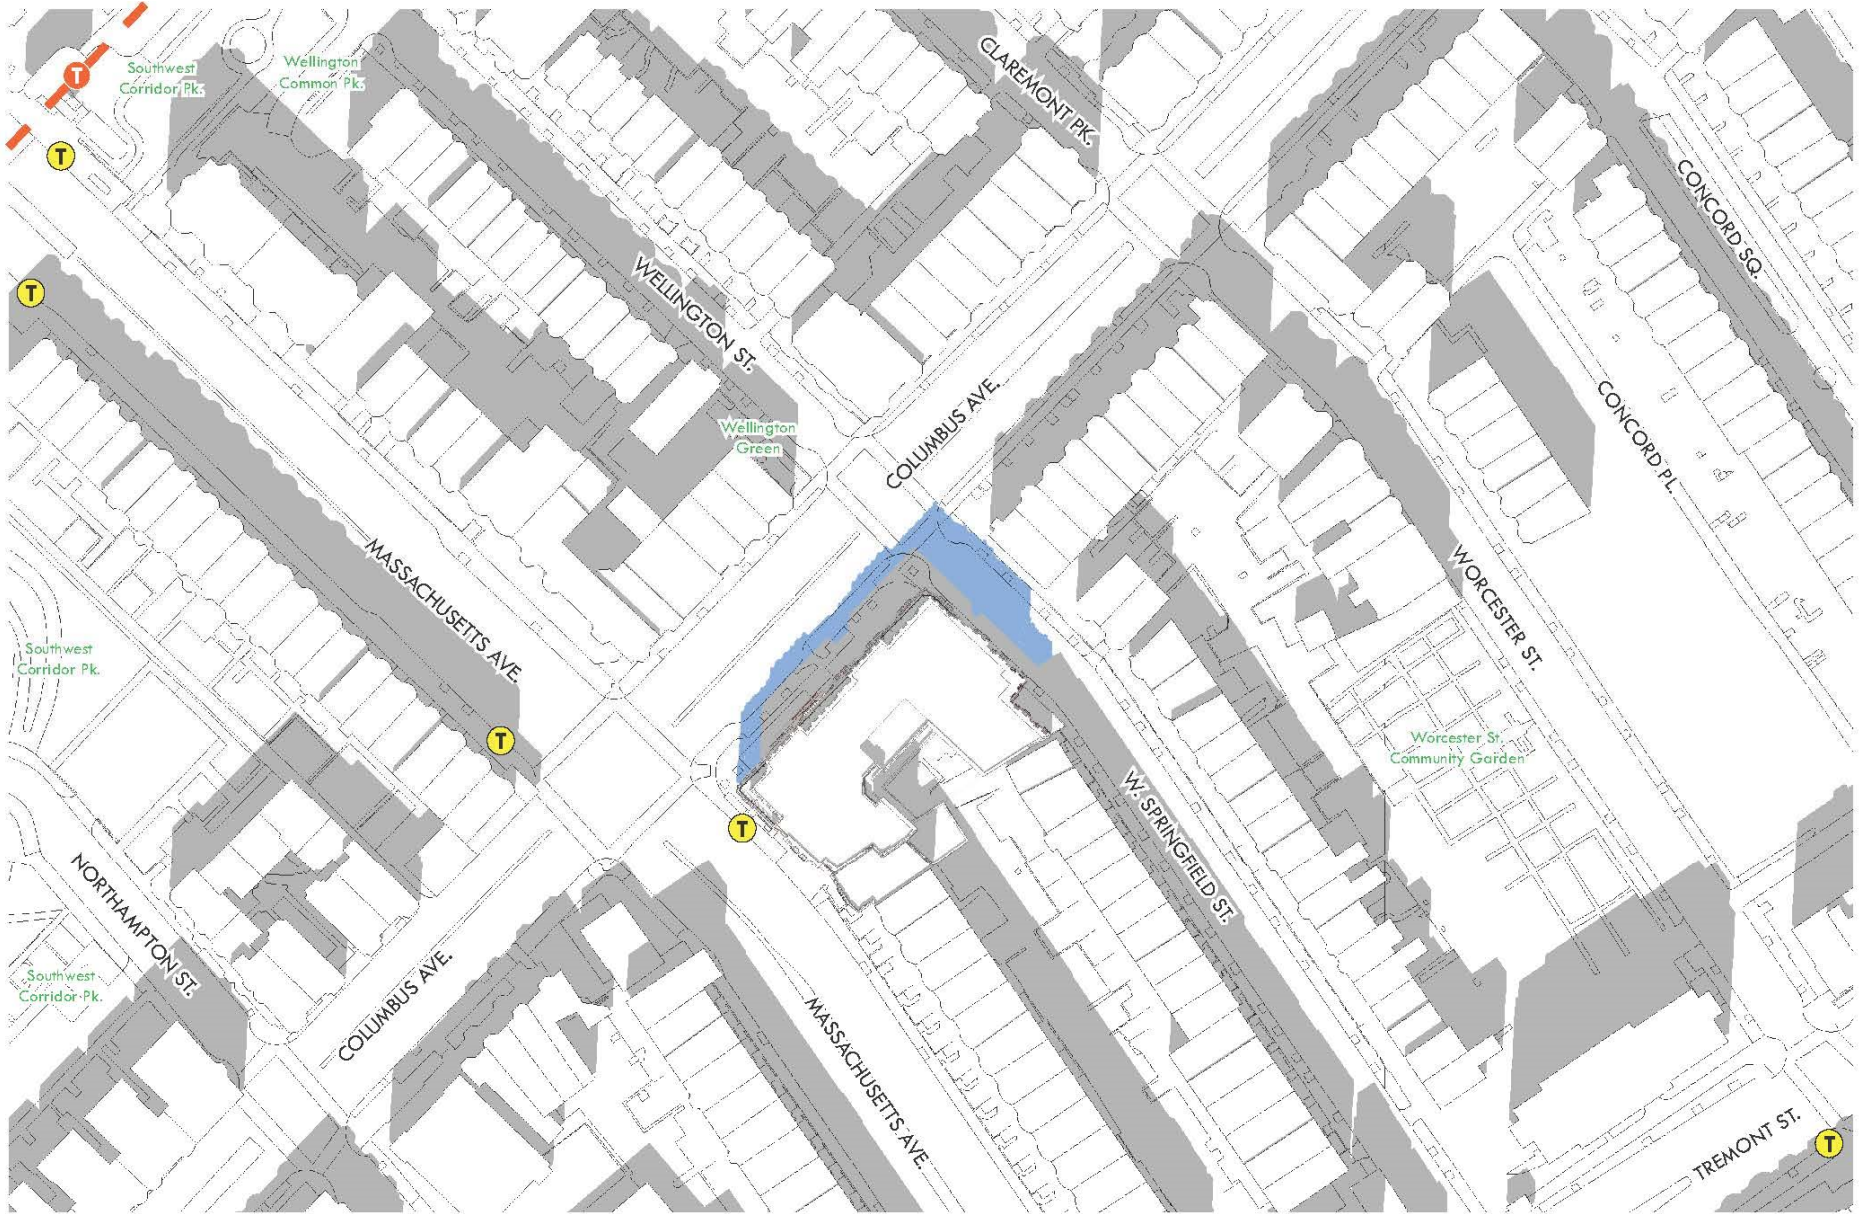 CLAREMONT PK.
Wellington
Common Pk.
Southwest
Corridor Pk.
T
T
CONCORD SQ.
T
WELLINGTON ST.
COLUMBUS AVE.
CONCORD PL.
Wellington
Green
MASSACHUSETTS AVE.
WORCESTER ST.
Southwest
Corridor Pk.
T
Worcester St.
Community Garden
T
W. SPRINGFIELD ST.
NORTHAMPTON ST.
COLUMBUS AVE.
Southwest
Corridor Pk.
MASSACHUSETTS AVE.
TREMONT ST.
T